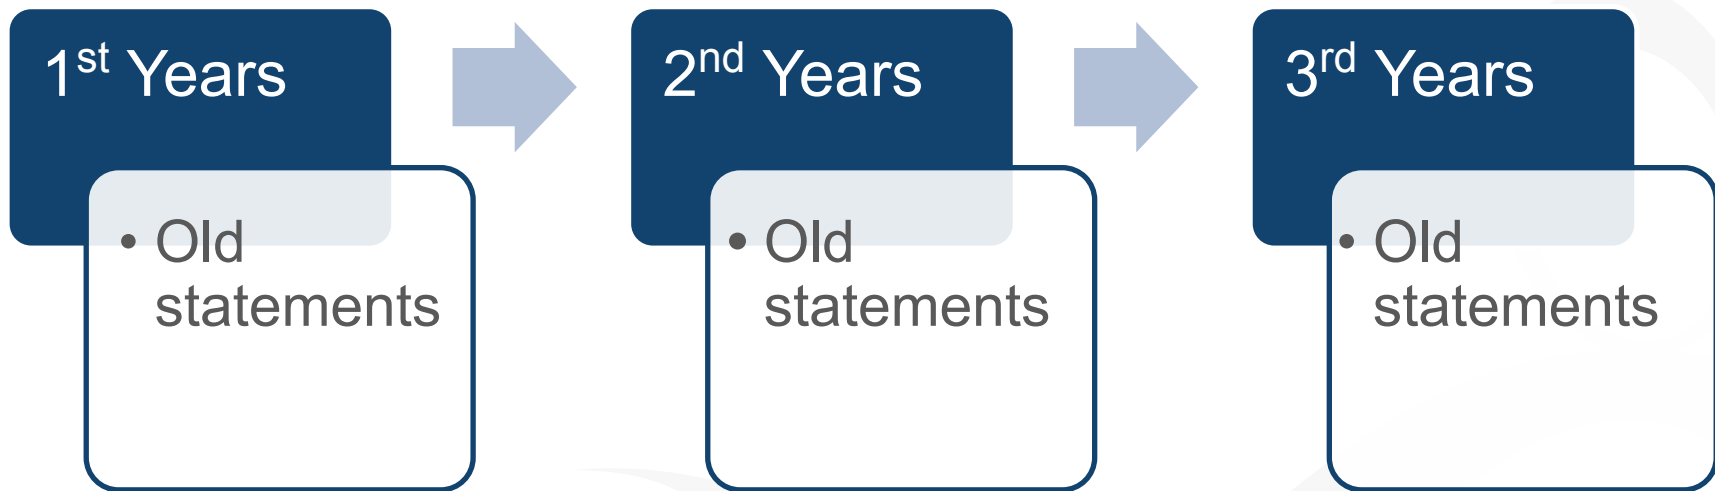 1st Years
• Old
statements
2nd Years
• Old
statements
3rd Years
• Old
statements